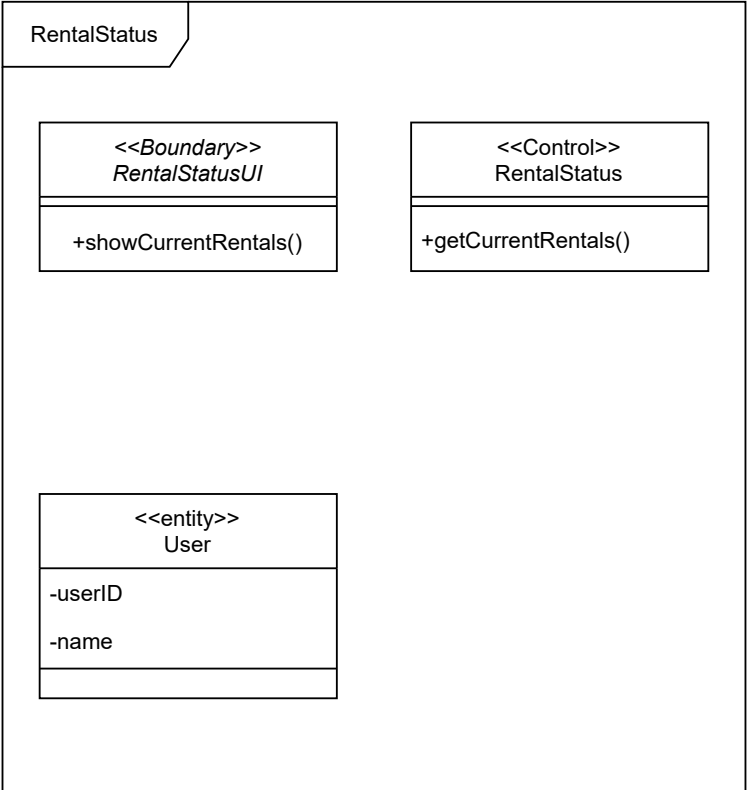 RentalStatus
<<Boundary>>
RentalStatusUI
+showCurrentRentals()
<<Control>>
RentalStatus
+getCurrentRentals()
<<entity>>
User
-userID
-name